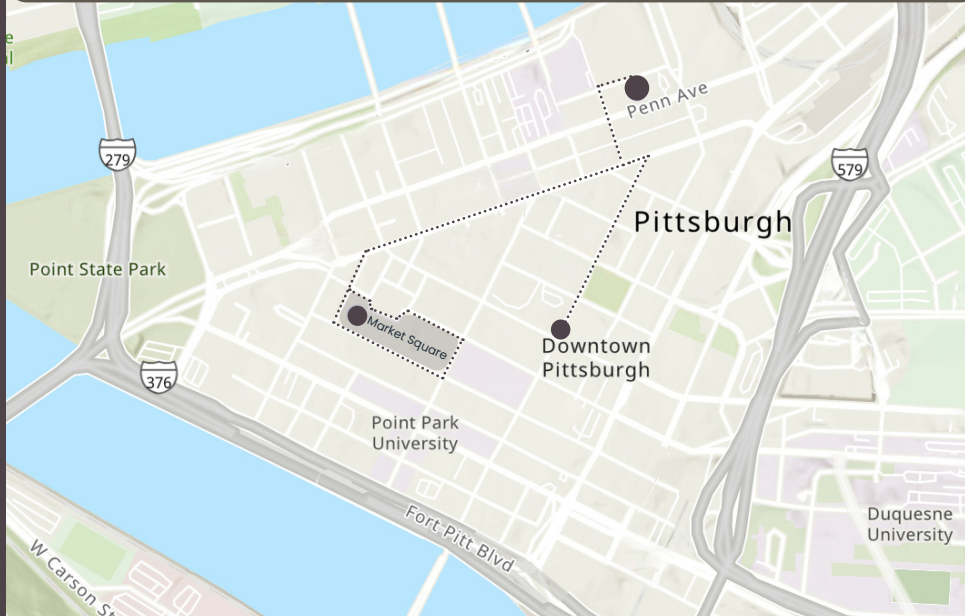 e
al
Penn Ave
279
579
Pittsburgh
Point State Park
Market Square
Downtown
Pittsburgh
376
Point Park
University
Fort Pitt Blvd
Duquesne
University
W Carson St